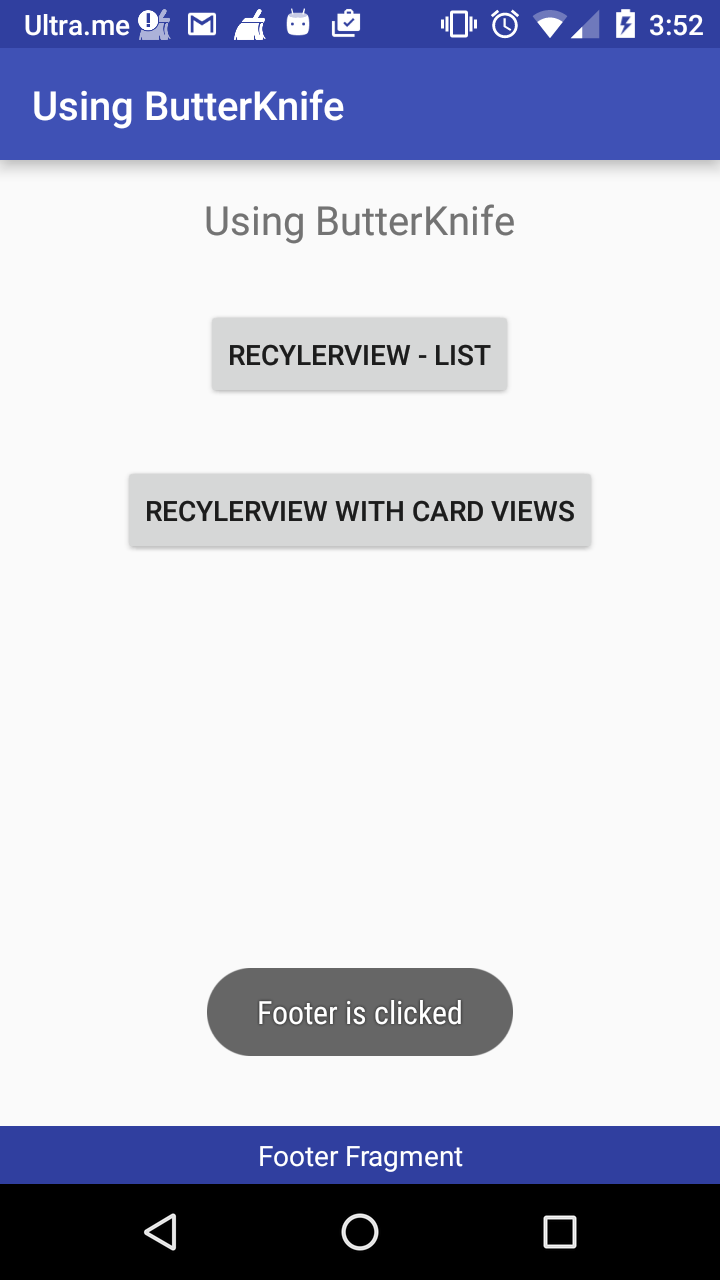 Ultra.me 3:52
Using ButterKnife
Using ButterKnife
RECYLERVIEW - LIST
RECYLERVIEW WITH CARD VIEWS
Footer is clicked
Footer Fragment